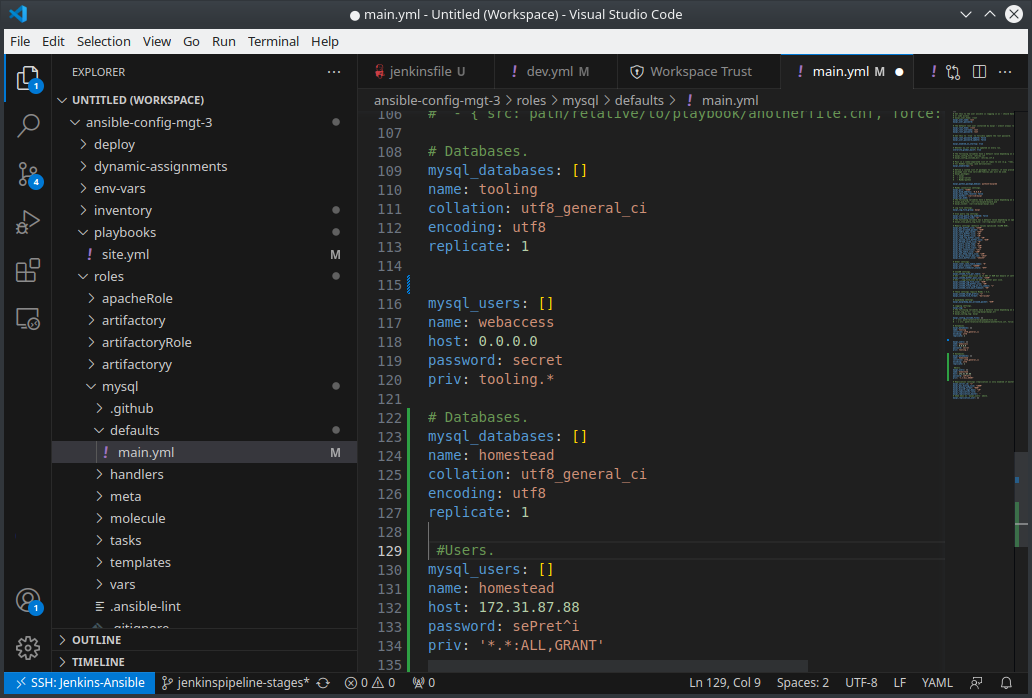 main.yml - Untitled (Workspace) - Visual Studio Code
File Edit Selection View Go Run Terminal Help
EXPLORER
jenkinsfile U
! dev.yml M
Workspace Trust
! main.yml M
!
1
UNTITLED (WORKSPACE)
ansible-config-mgt-3
deploy
dynamic-assignments
env-vars
inventory
playbooks
! site.yml M
roles
apacheRole
artifactory
artifactoryRole
artifactoryy
mysql
.github
defaults
! main.yml M
handlers
meta
molecule
tasks
templates
vars
.ansible-lint
.gitignore
OUTLINE
TIMELINE
4
1
ansible-config-mgt-3 > roles > mysql > defaults > ! main.yml
106 # - { src: path/relative/to/playbook/anotherfile.cnf, force:
107
108 # Databases.
109 mysql_databases: []
110 name: tooling
111 collation: utf8_general_ci
112 encoding: utf8
113 replicate: 1
114
115
116 mysql_users: []
117 name: webaccess
118 host: 0.0.0.0
119 password: secret
120 priv: tooling.*
121
122 # Databases.
123 mysql_databases: []
124 name: homestead
125 collation: utf8_general_ci
126 encoding: utf8
127 replicate: 1
128
129 #Users.
130 mysql_users: []
131 name: homestead
132 host: 172.31.87.88
133 password: sePret^i
134 priv: '*.*:ALL,GRANT'
135
SSH: Jenkins-Ansible jenkinspipeline-stages* 0 0 0 Ln 129, Col 9 Spaces: 2 UTF-8 LF YAML